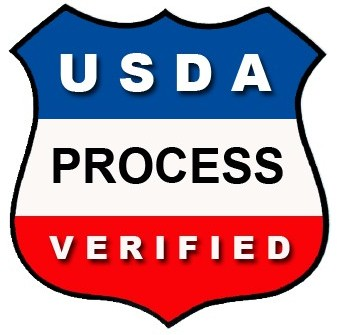 USDA
PROCESS
VERIFIED